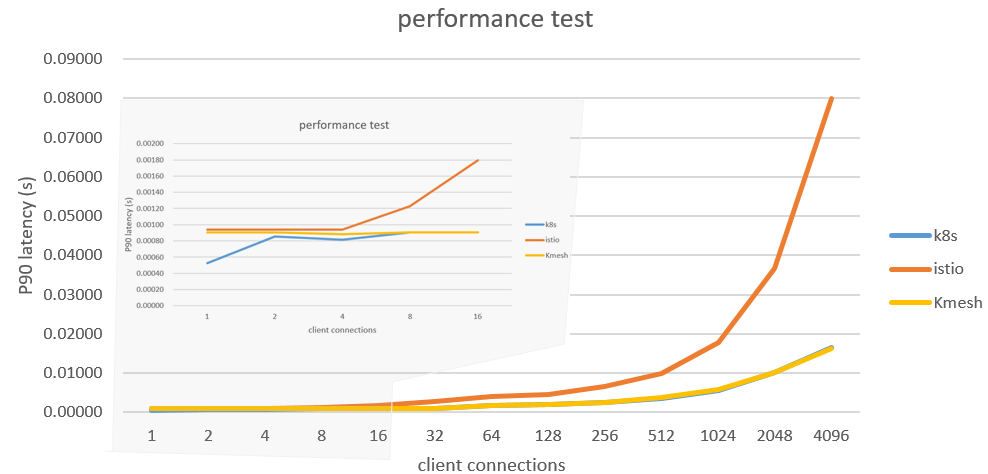 performance test
0.09000
0.08000
0.07000
0.06000
0.05000
0.04000
0.03000
0.02000
0.01000
0.00000
P90 latency (s)
1 2 4 8 16 32 64 128 256 512 1024 2048 4096
client connections
k8s
istio
Kmesh
performance test
0.00200
0.00180
0.00160
0.00140
0.00120
0.00100
0.00080
0.00060
0.00040
0.00020
0.00000
P90 latency (s)
1 2 4 8 16
client connections
k8s
istio
Kmesh